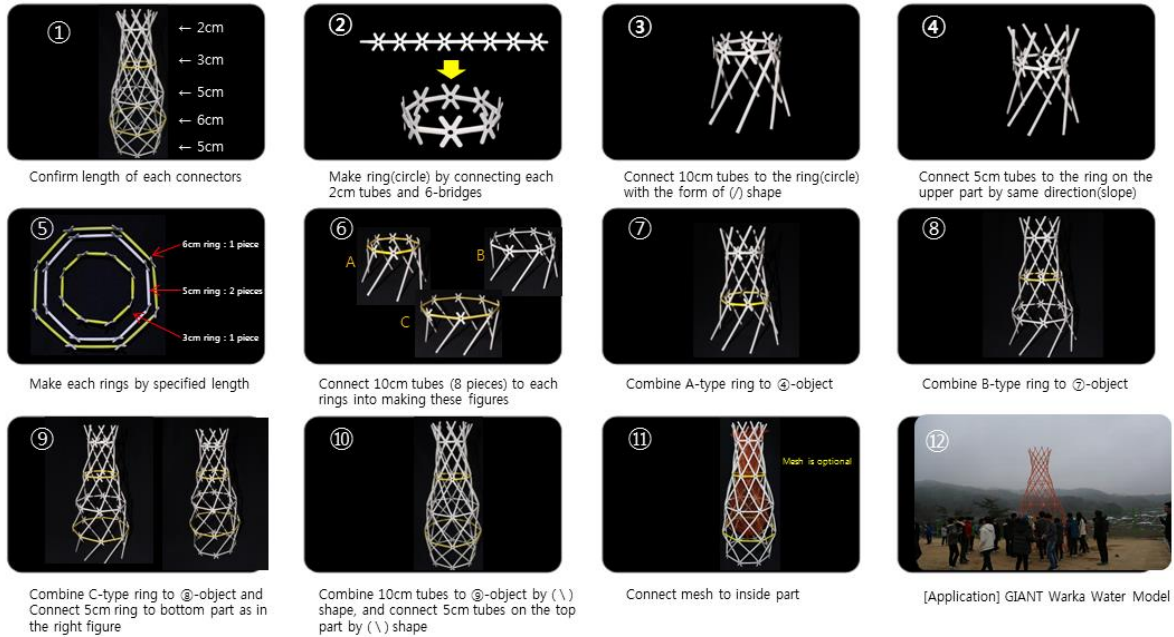 ①
← 2cm
← 3cm
← 5cm
← 6cm
← 5cm
Confirm length of each connectors
②
Make ring(circle) by connecting each
2cm tubes and 6-bridges
③
Connect 10cm tubes to the ring(circle)
with the form of (/) shape
④
Connect 5cm tubes to the ring on the
upper part by same direction(slope)
⑤
6cm ring : 1 piece
5cm ring : 2 pieces
3cm ring : 1 piece
Make each rings by specified length
⑥
A
B
C
Connect 10cm tubes (8 pieces) to each
rings into making these figures
⑦
Combine A-type ring to ④-object
⑧
Combine B-type ring to ⑦-object
⑨
Combine C-type ring to ⑧-object and
Connect 5cm ring to bottom part as in
the right figure
⑩
Combine 10cm tubes to ⑨-object by ( \ )
shape, and connect 5cm tubes on the top
part by ( \ ) shape
⑪
Mesh is optional
Connect mesh to inside part
⑫
[Application] GIANT Warka Water Model